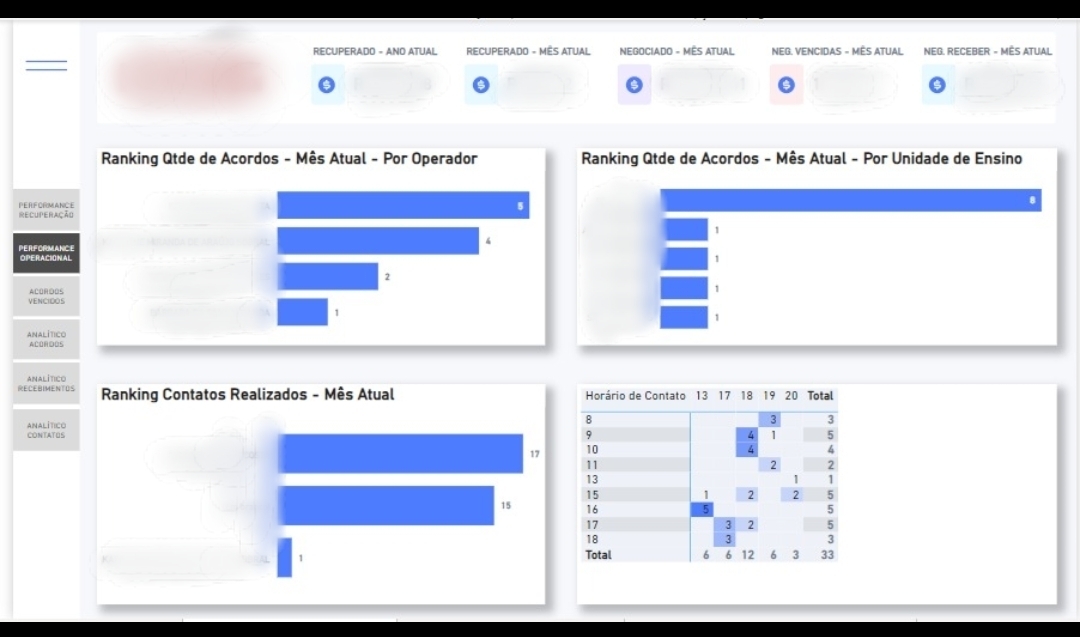 RECUPERADO - ANO ATUAL
RECUPERADO - MÊS ATUAL
NEGOCIADO - MÊS ATUAL
NEG. VENCIDAS - MÊS ATUAL
NEG. RECEBER - MÊS ATUAL
PERFORMANCE
RECUPERAÇÃO
PERFORMANCE
OPERACIONAL
ACORDOS
VENCIDOS
ANALÍTICO
ACORDOS
ANALÍTICO
RECEBIMENTOS
ANALÍTICO
CONTATOS
Ranking Qtde de Acordos - Mês Atual - Por Operador
5
4
2
1
Ranking Qtde de Acordos - Mês Atual - Por Unidade de Ensino
8
1
1
1
1
Ranking Contatos Realizados - Mês Atual
17
15
1
Horário de Contato 13 17 18 19 20 Total
8 3 3
9 4 1 5
10 4 4
11 2 2
13 1 1
15 1 2 2 5
16 5 5
17 3 2 5
18 3 3
Total 6 6 12 6 3 33